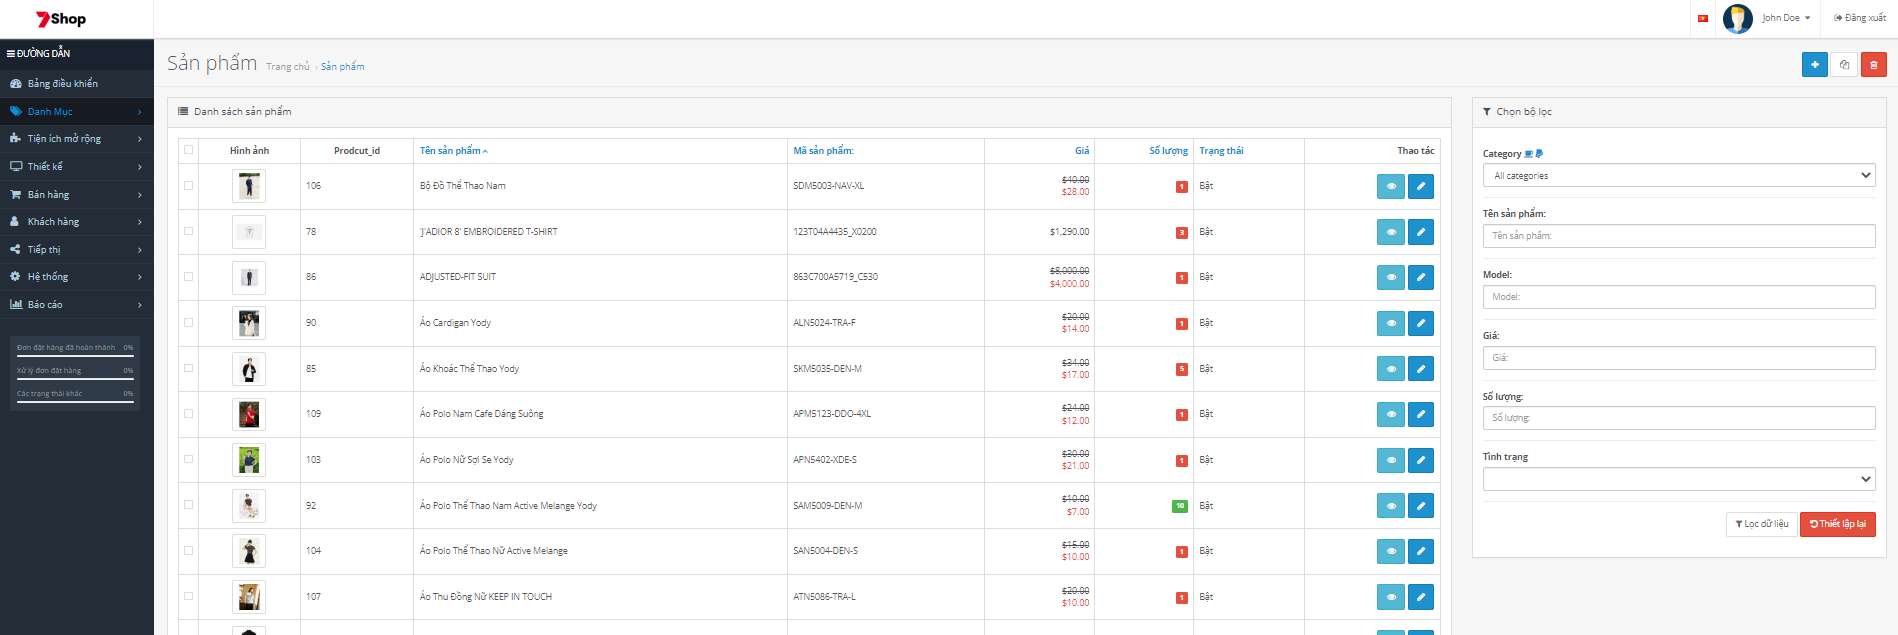 7Shop
John Doe
Đăng xuất
ĐƯỜNG DẪN
Bảng điều khiển
Danh Mục
Tiện ích mở rộng
Thiết kế
Bán hàng
Khách hàng
Tiếp thị
Hệ thống
Báo cáo
Đơn đặt hàng đã hoàn thành 0%
Xử lý đơn đặt hàng 0%
Các trạng thái khác 0%
Sản phẩm Trang chủ › Sản phẩm
Danh sách sản phẩm
Hình ảnh Prodcut_id Tên sản phẩm Mã sản phẩm: Giá Số lượng Trạng thái Thao tác
106 Bộ Đồ Thể Thao Nam SDM5003-NAV-XL $40.00 $28.00 1 Bật
78 'J'ADIOR 8' EMBROIDERED T-SHIRT 123T04A4435_X0200 $1,290.00 3 Bật
86 ADJUSTED-FIT SUIT 863C700A5719_C530 $8,000.00 $4,000.00 1 Bật
90 Áo Cardigan Yody ALN5024-TRA-F $20.00 $14.00 1 Bật
85 Áo Khoác Thể Thao Yody SKM5035-DEN-M $34.00 $17.00 5 Bật
109 Áo Polo Nam Cafe Dáng Suông APM5123-DDO-4XL $24.00 $12.00 1 Bật
103 Áo Polo Nữ Sợi Se Yody APN5402-XDE-S $30.00 $21.00 1 Bật
92 Áo Polo Thể Thao Nam Active Melange Yody SAM5009-DEN-M $10.00 $7.00 10 Bật
104 Áo Polo Thể Thao Nữ Active Melange SAN5004-DEN-S $15.00 $10.00 1 Bật
107 Áo Thu Đông Nữ KEEP IN TOUCH ATN5086-TRA-L $20.00 $10.00 1 Bật
Chọn bộ lọc
Category
All categories
Tên sản phẩm:
Tên sản phẩm:
Model:
Model:
Giá:
Giá:
Số lượng:
Số lượng:
Tình trạng
Lọc dữ liệu
Thiết lập lại